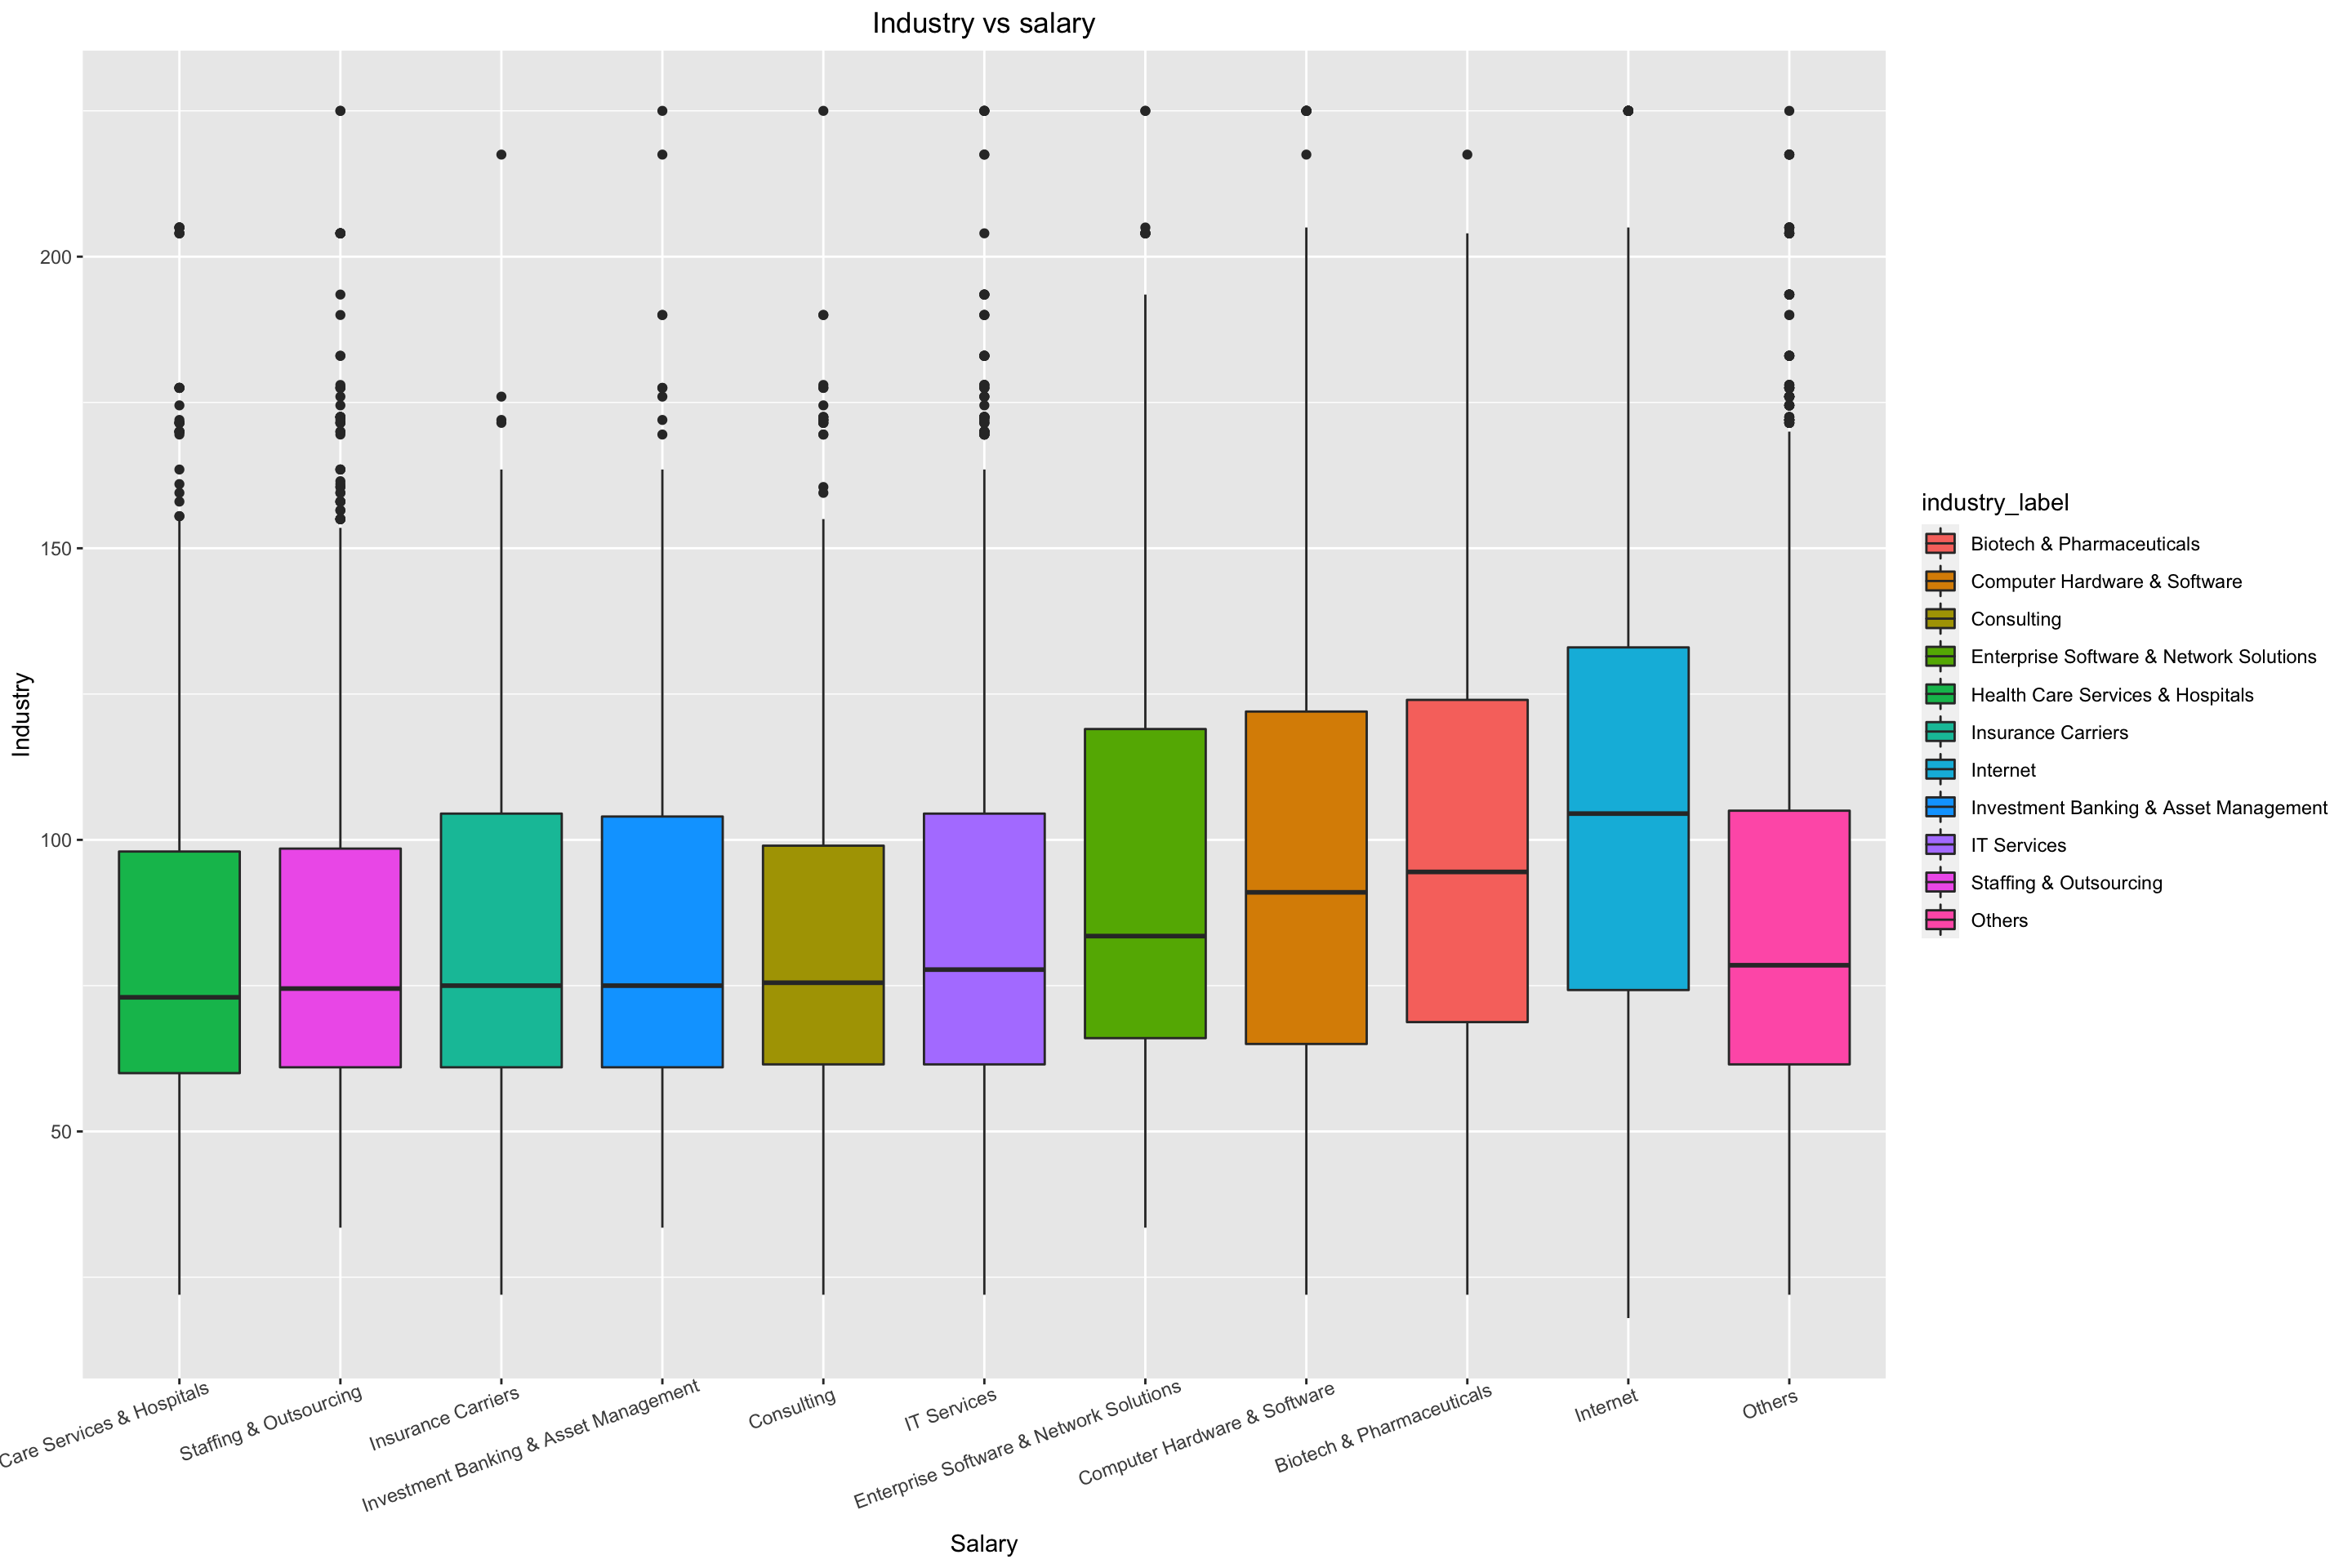 Industry vs salary
200
150
100
50
Industry
Care Services & Hospitals
Staffing & Outsourcing
Insurance Carriers
Investment Banking & Asset Management
Consulting
IT Services
Enterprise Software & Network Solutions
Computer Hardware & Software
Biotech & Pharmaceuticals
Internet
Others
Salary
industry_label
Biotech & Pharmaceuticals
Computer Hardware & Software
Consulting
Enterprise Software & Network Solutions
Health Care Services & Hospitals
Insurance Carriers
Internet
Investment Banking & Asset Management
IT Services
Staffing & Outsourcing
Others